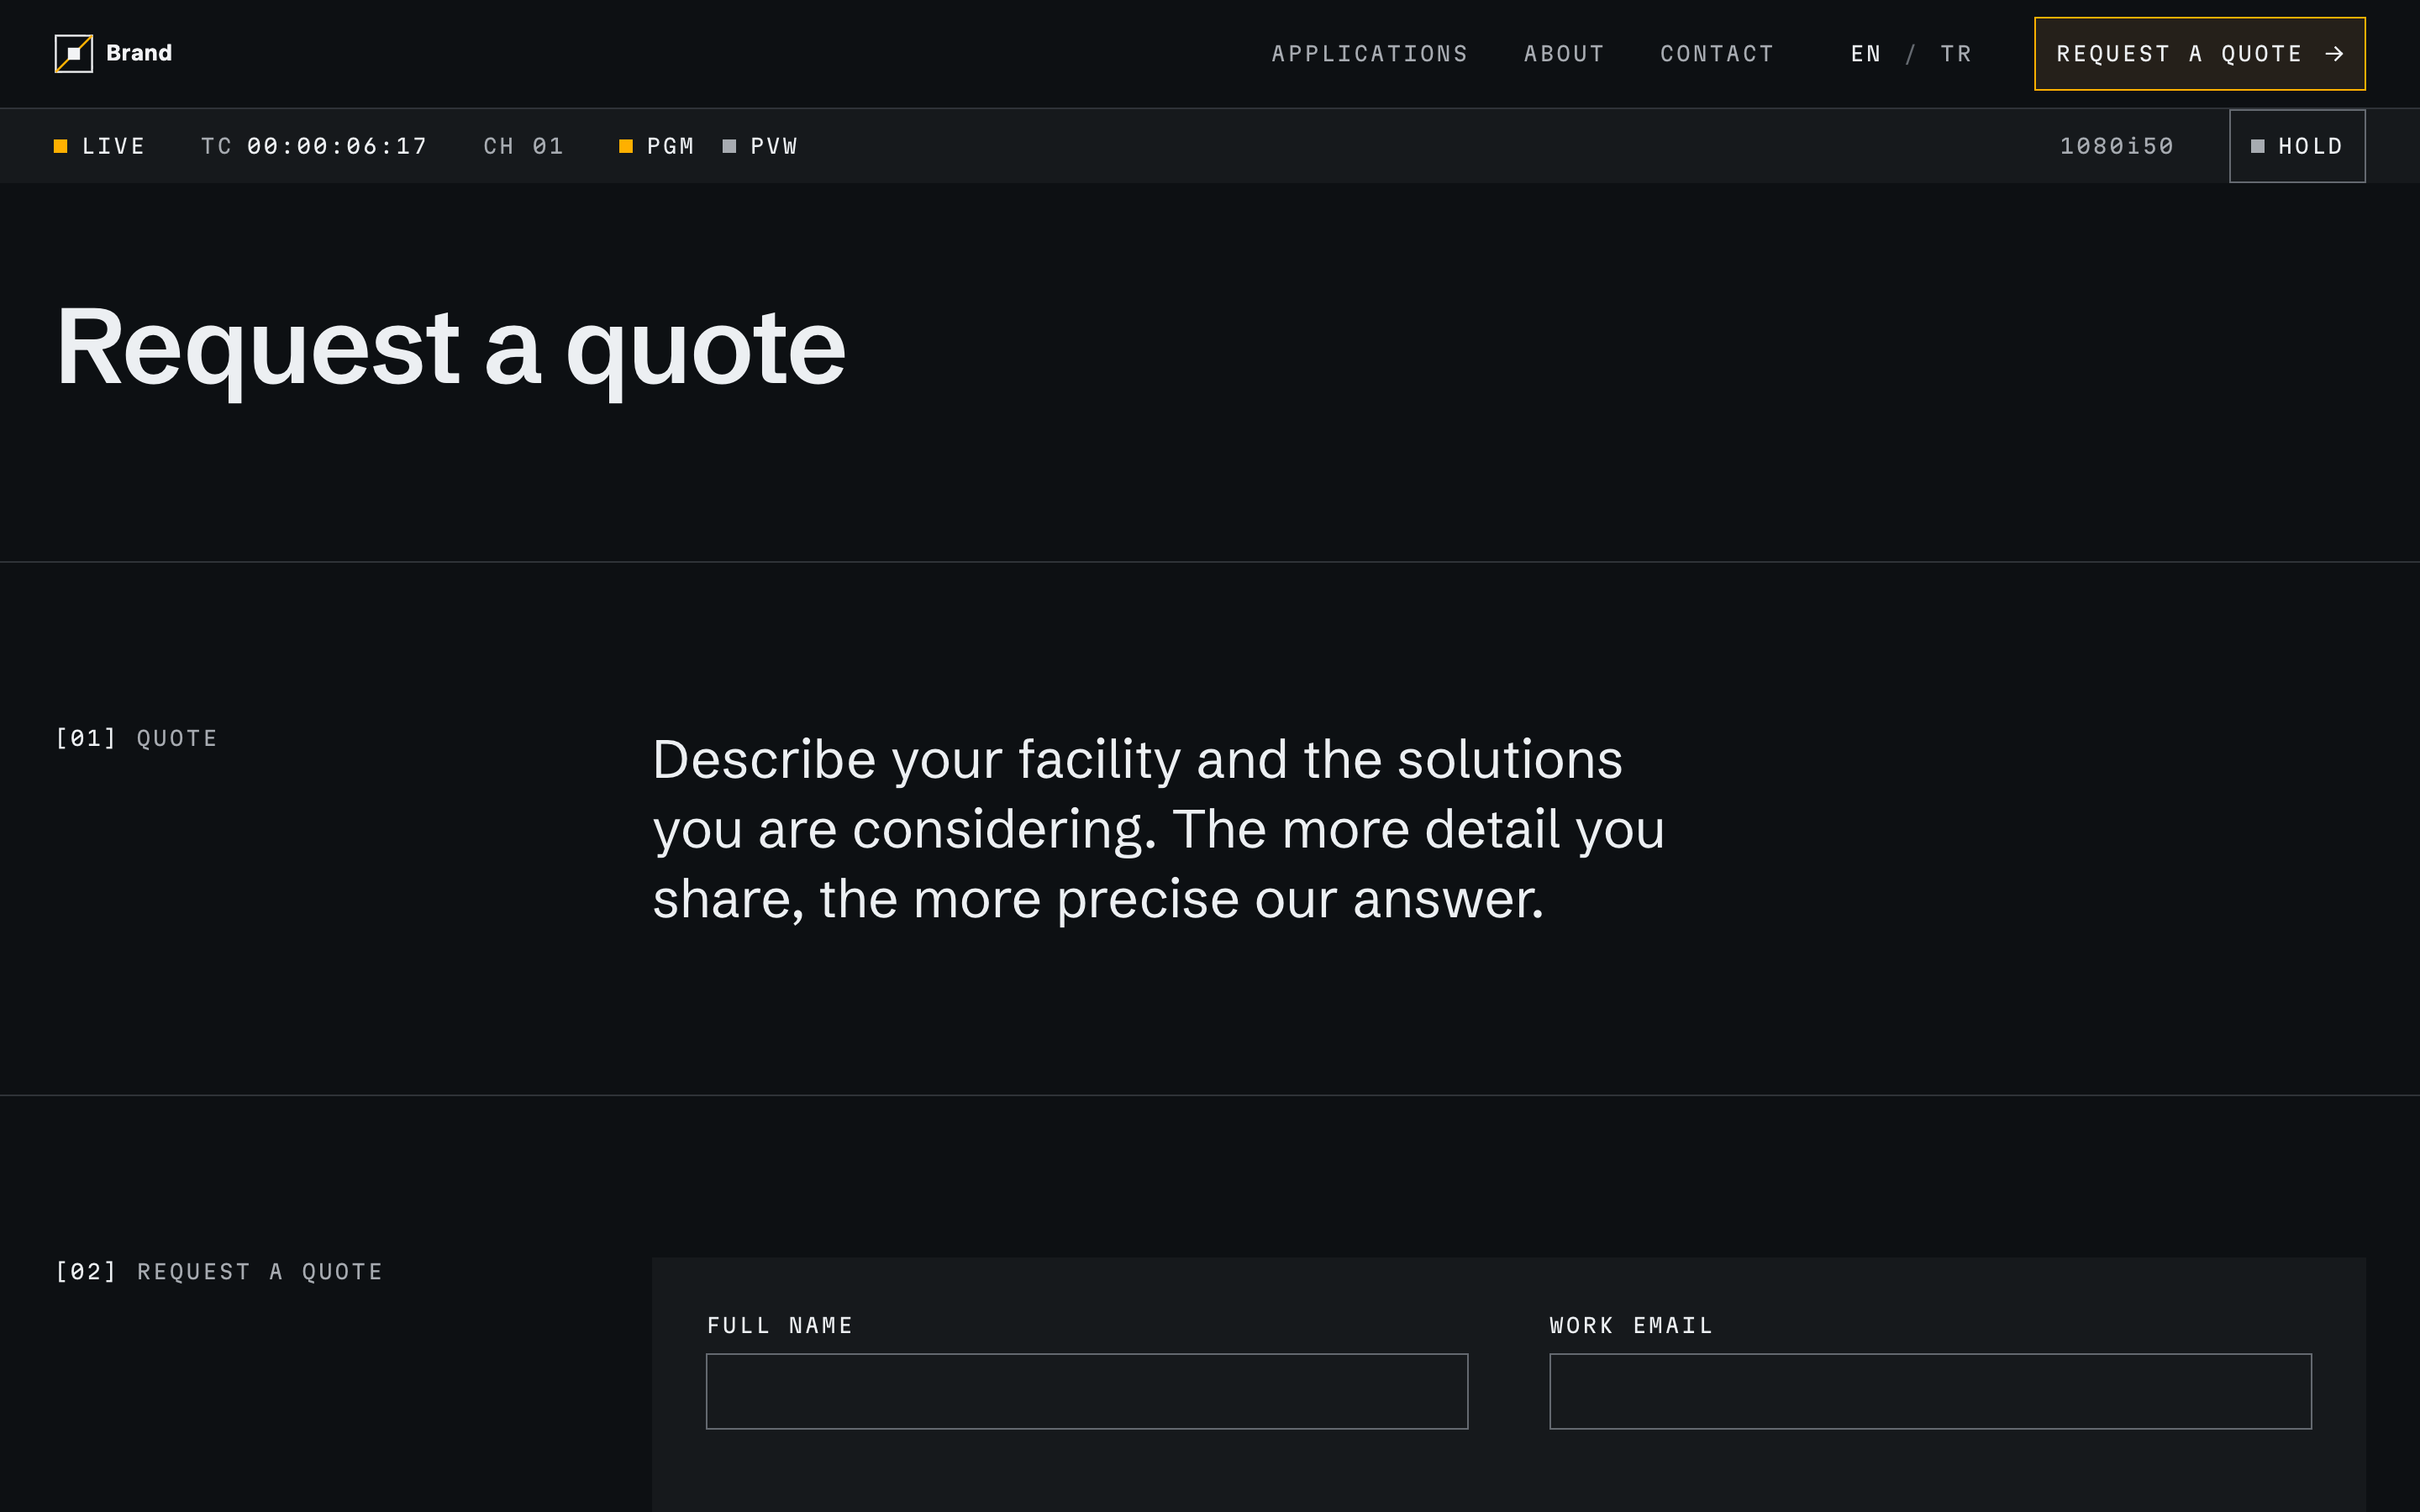 Brand
APPLICATIONS ABOUT CONTACT EN / TR REQUEST A QUOTE →
LIVE TC 00:00:06:17 CH 01 PGM PVW 1080i50 HOLD
Request a quote
[01] QUOTE
Describe your facility and the solutions
you are considering. The more detail you
share, the more precise our answer.
[02] REQUEST A QUOTE
FULL NAME WORK EMAIL